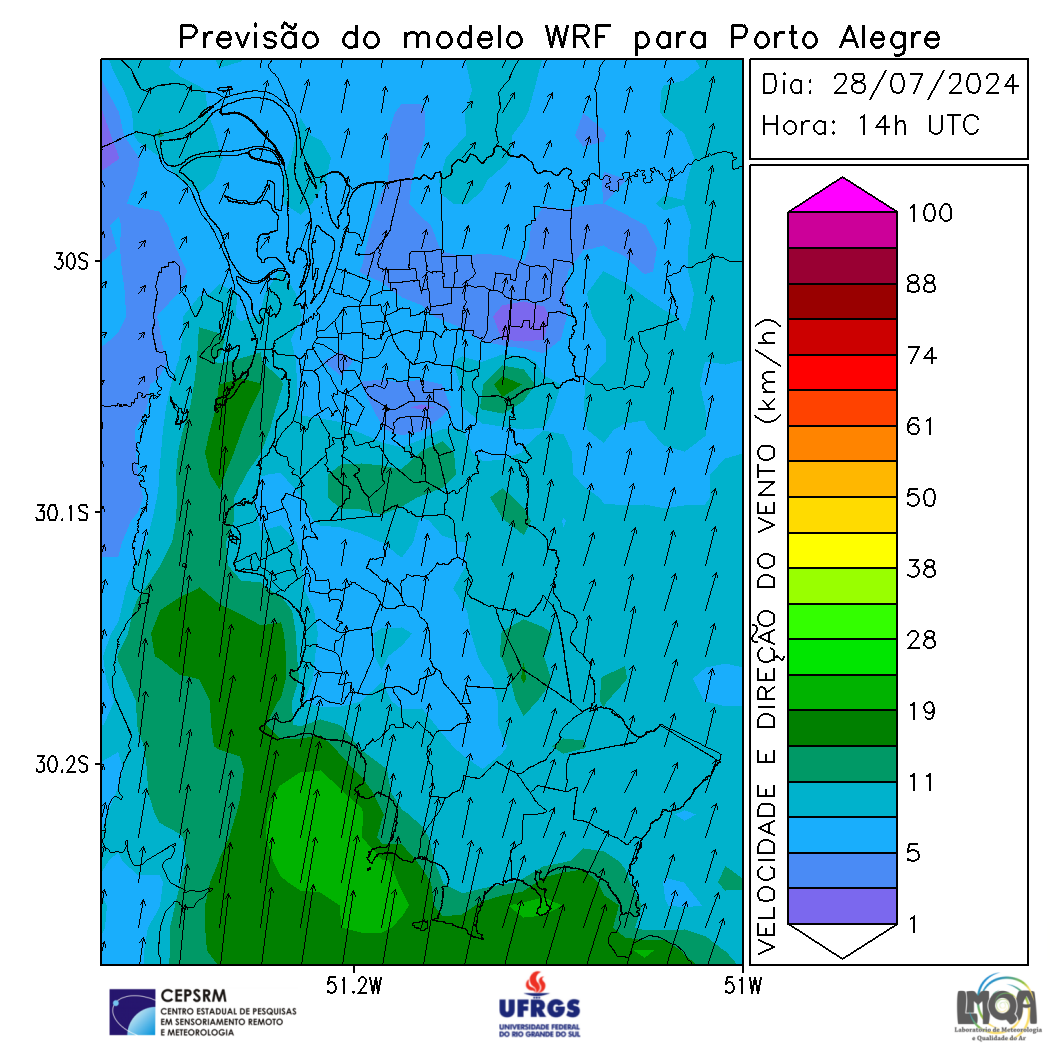 Previsão do modelo WRF para Porto Alegre
Dia: 28/07/2024
Hora: 14h UTC
30S
30.1S
30.2S
51.2W
51W
VELOCIDADE E DIREÇÃO DO VENTO (km/h)
100
88
74
61
50
38
28
19
11
5
1
CEPSRM
CENTRO ESTADUAL DE PESQUISAS
EM SENSORIAMENTO REMOTO
E METEOROLOGIA
UFRGS
UNIVERSIDADE FEDERAL
DO RIO GRANDE DO SUL
LMQA
Laboratório de Meteorologia
e Qualidade do Ar